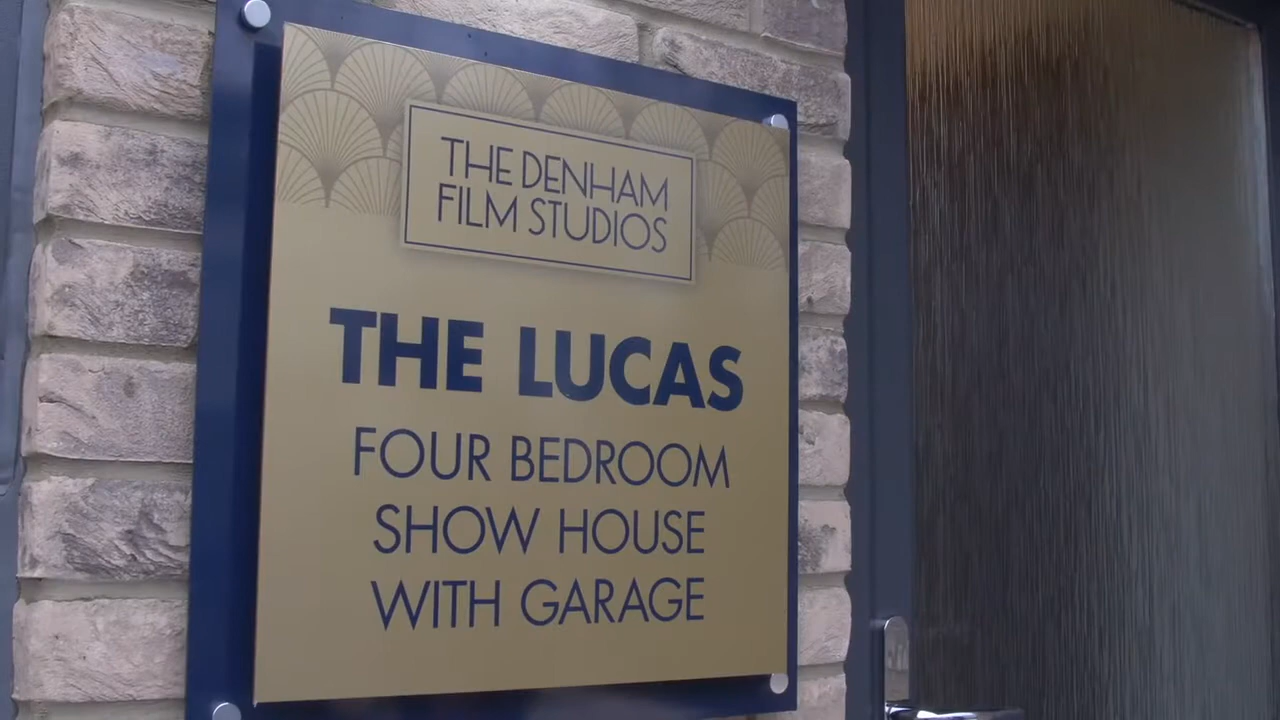 THE DENHAM
FILM STUDIOS
THE LUCAS
FOUR BEDROOM
SHOW HOUSE
WITH GARAGE